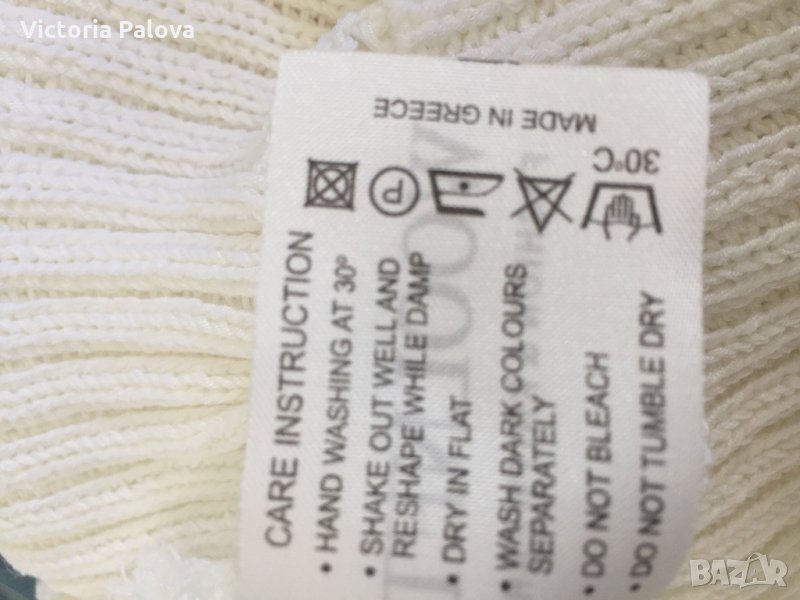 Victoria Palova
MADE IN GREECE
30°C
P
CARE INSTRUCTION
• HAND WASHING AT 30°
• SHAKE OUT WELL AND
RESHAPE WHILE DAMP
• DRY IN FLAT
• WASH DARK COLOURS
SEPARATELY
• DO NOT BLEACH
• DO NOT TUMBLE DRY
BAZAR